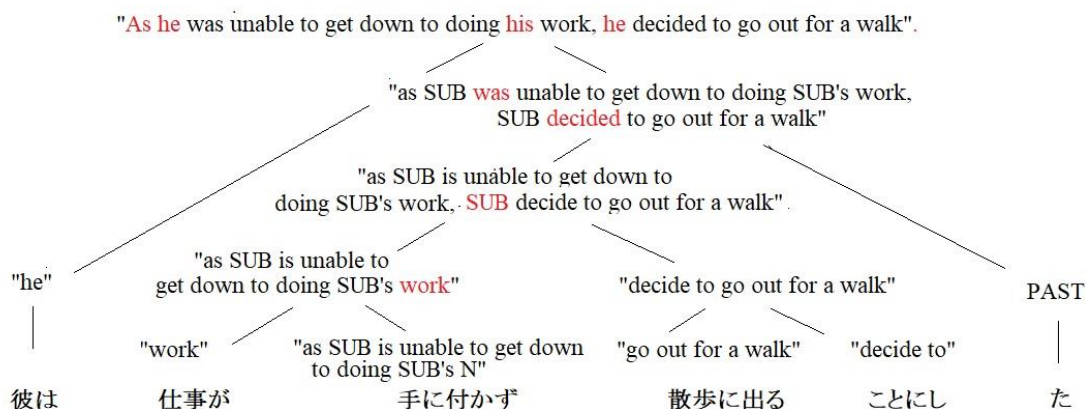 "As he was unable to get down to doing his work, he decided to go out for a walk".
"as SUB was unable to get down to doing SUB's work,
SUB decided to go out for a walk"
"as SUB is unable to get down to
doing SUB's work, SUB decide to go out for a walk"
"as SUB is unable to
get down to doing SUB's work"
"he"
"decide to go out for a walk"
PAST
"work"
"as SUB is unable to get down
to doing SUB's N"
"go out for a walk"
"decide to"
彼は 仕事が 手に付かず 散歩に出る ことにし た